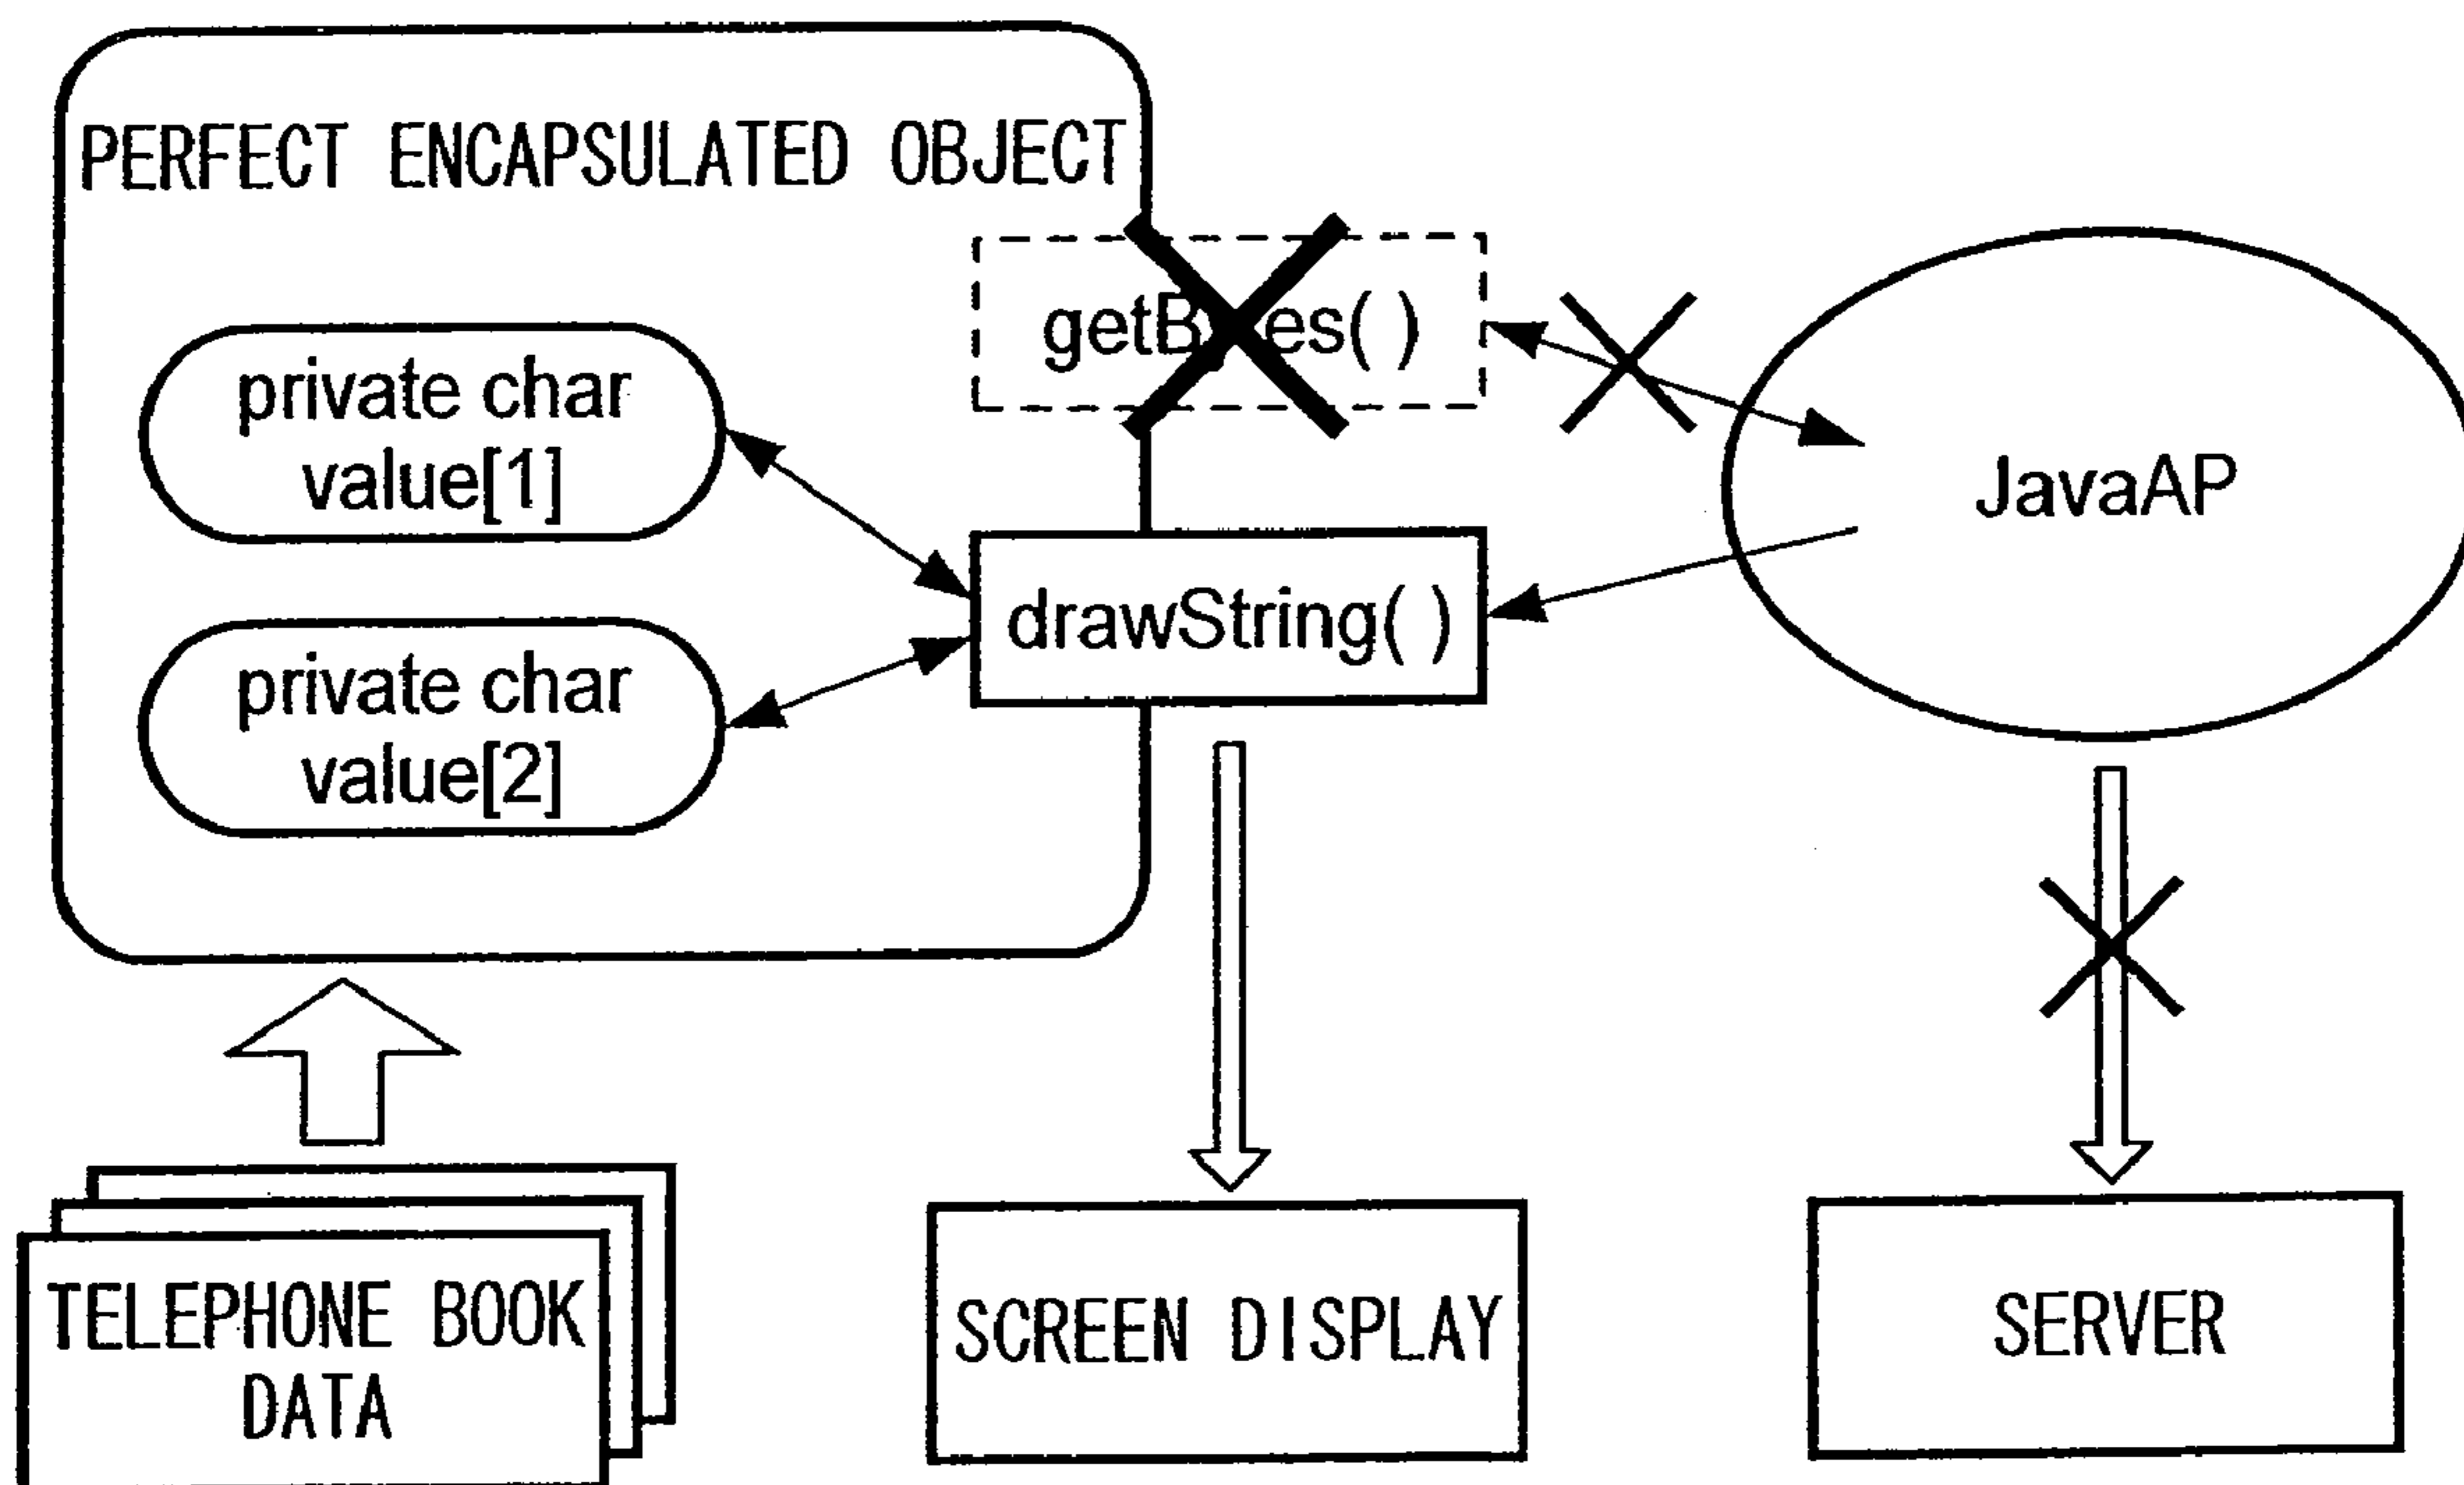 PERFECT ENCAPSULATED OBJECT
private char
value[1]
private char
value[2]
drawString( )
JavaAP
TELEPHONE BOOK
DATA
SCREEN DISPLAY
SERVER